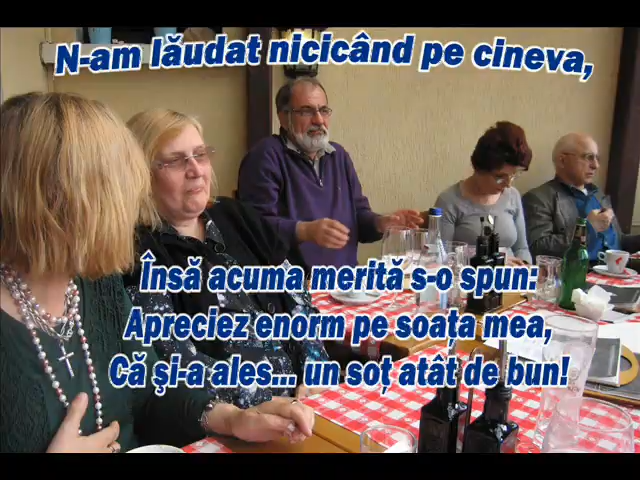 N-am lăudat nicicând pe cineva,
Însă acuma merită s-o spun:
Apreciez enorm pe soața mea,
Că și-a ales... un soț atât de bun!